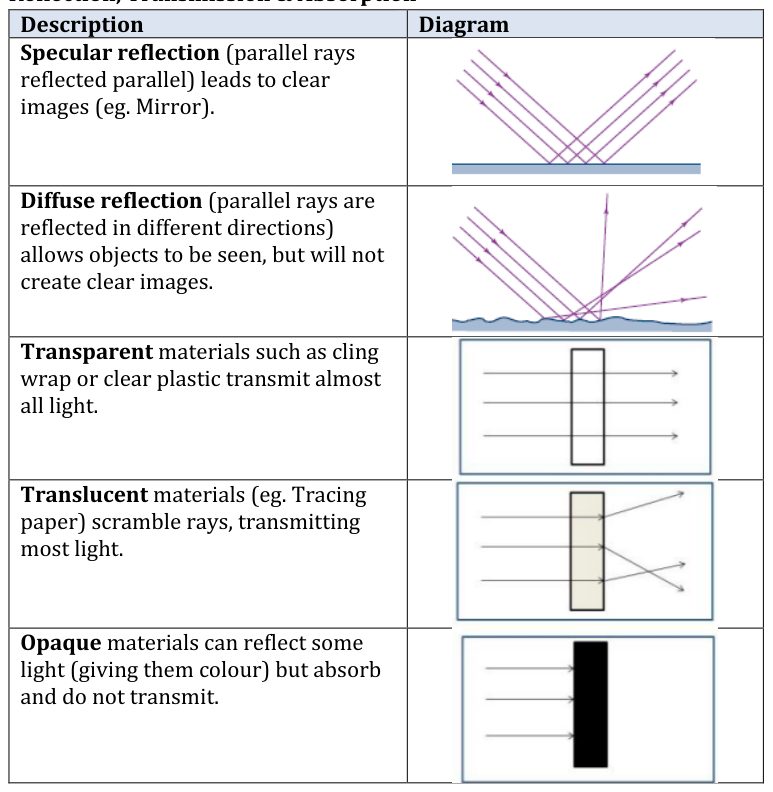 Description
Diagram
Specular reflection (parallel rays
reflected parallel) leads to clear
images (eg. Mirror).
Diffuse reflection (parallel rays are
reflected in different directions)
allows objects to be seen, but will not
create clear images.
Transparent materials such as cling
wrap or clear plastic transmit almost
all light.
Translucent materials (eg. Tracing
paper) scramble rays, transmitting
most light.
Opaque materials can reflect some
light (giving them colour) but absorb
and do not transmit.